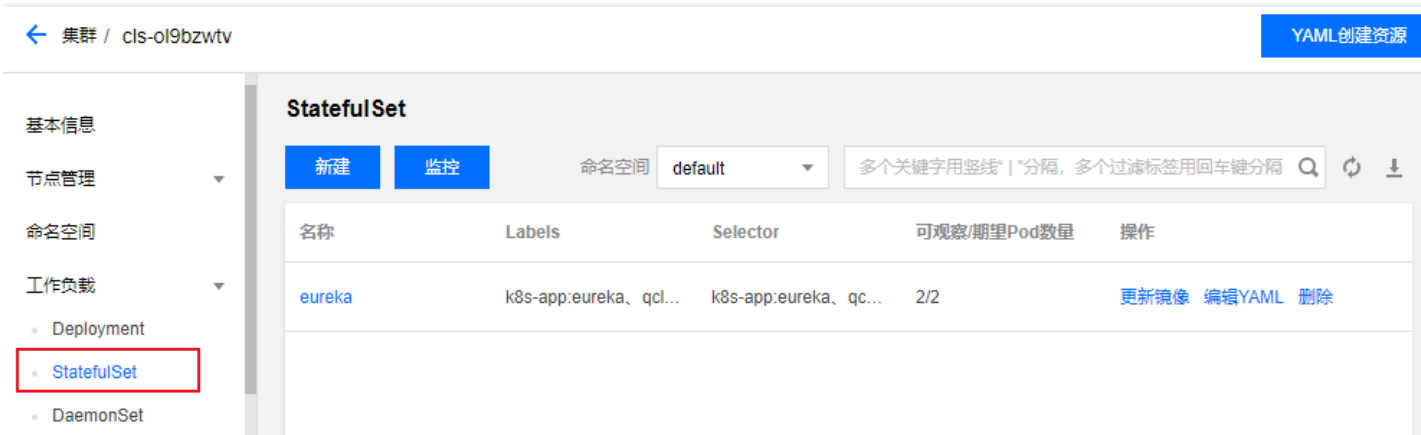 集群 / cls-ol9bzwtv
YAML创建资源
基本信息
节点管理
命名空间
工作负载
Deployment
StatefulSet
DaemonSet
StatefulSet
新建 监控 命名空间 default 多个关键字用竖线“ | ”分隔，多个过滤标签用回车键分隔
名称 Labels Selector 可观察/期望Pod数量 操作
eureka k8s-app:eureka、qcl... k8s-app:eureka、qc... 2/2 更新镜像 编辑YAML 删除